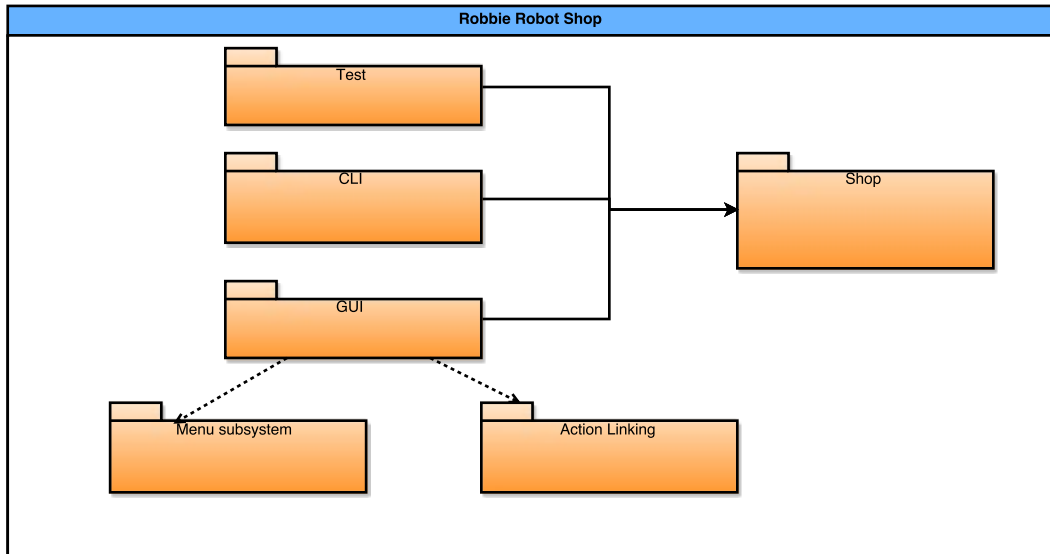 Robbie Robot Shop
Test
CLI
Shop
GUI
Menu subsystem
Action Linking